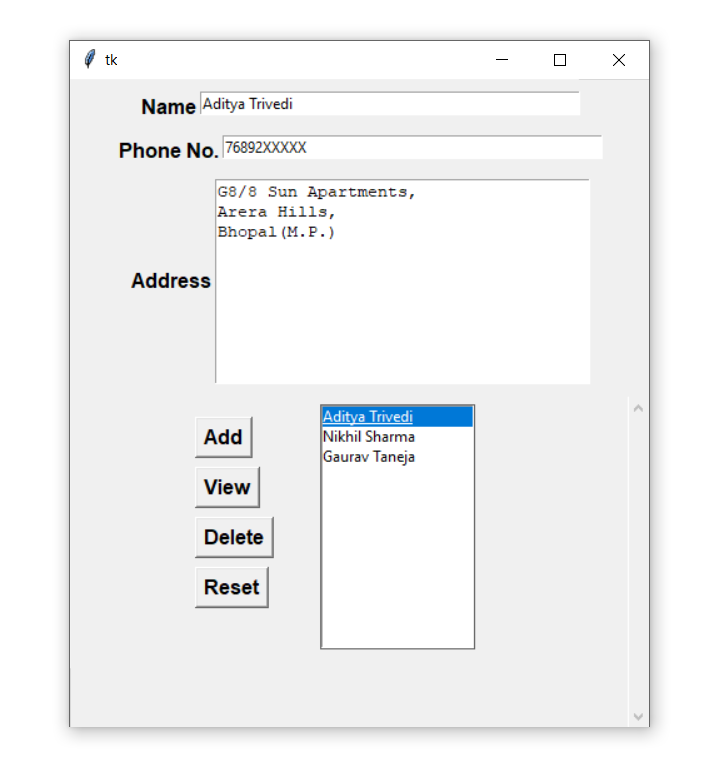 tk
Name Aditya Trivedi
Phone No. 76892XXXXX
Address
G8/8 Sun Apartments,
Arera Hills,
Bhopal(M.P.)
Add
View
Delete
Reset
Aditya Trivedi
Nikhil Sharma
Gaurav Taneja